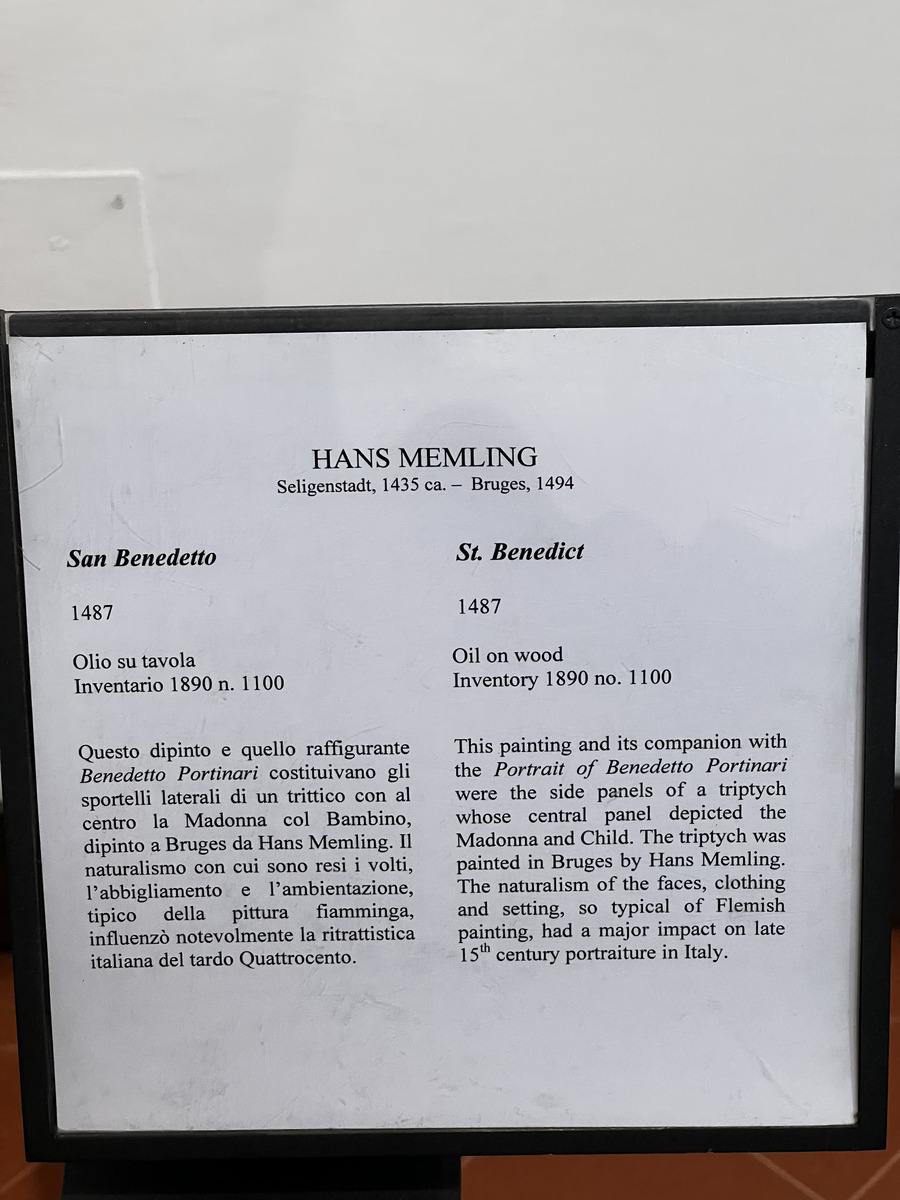 HANS MEMLING
Seligenstadt, 1435 ca. – Bruges, 1494
San Benedetto
1487
Olio su tavola
Inventario 1890 n. 1100
Questo dipinto e quello raffigurante
Benedetto Portinari costituivano gli
sportelli laterali di un trittico con al
centro la Madonna col Bambino,
dipinto a Bruges da Hans Memling. Il
naturalismo con cui sono resi i volti,
l’abbigliamento e l’ambientazione,
tipico della pittura fiamminga,
influenzò notevolmente la ritrattistica
italiana del tardo Quattrocento.
St. Benedict
1487
Oil on wood
Inventory 1890 no. 1100
This painting and its companion with
the Portrait of Benedetto Portinari
were the side panels of a triptych
whose central panel depicted the
Madonna and Child. The triptych was
painted in Bruges by Hans Memling.
The naturalism of the faces, clothing
and setting, so typical of Flemish
painting, had a major impact on late
15th century portraiture in Italy.